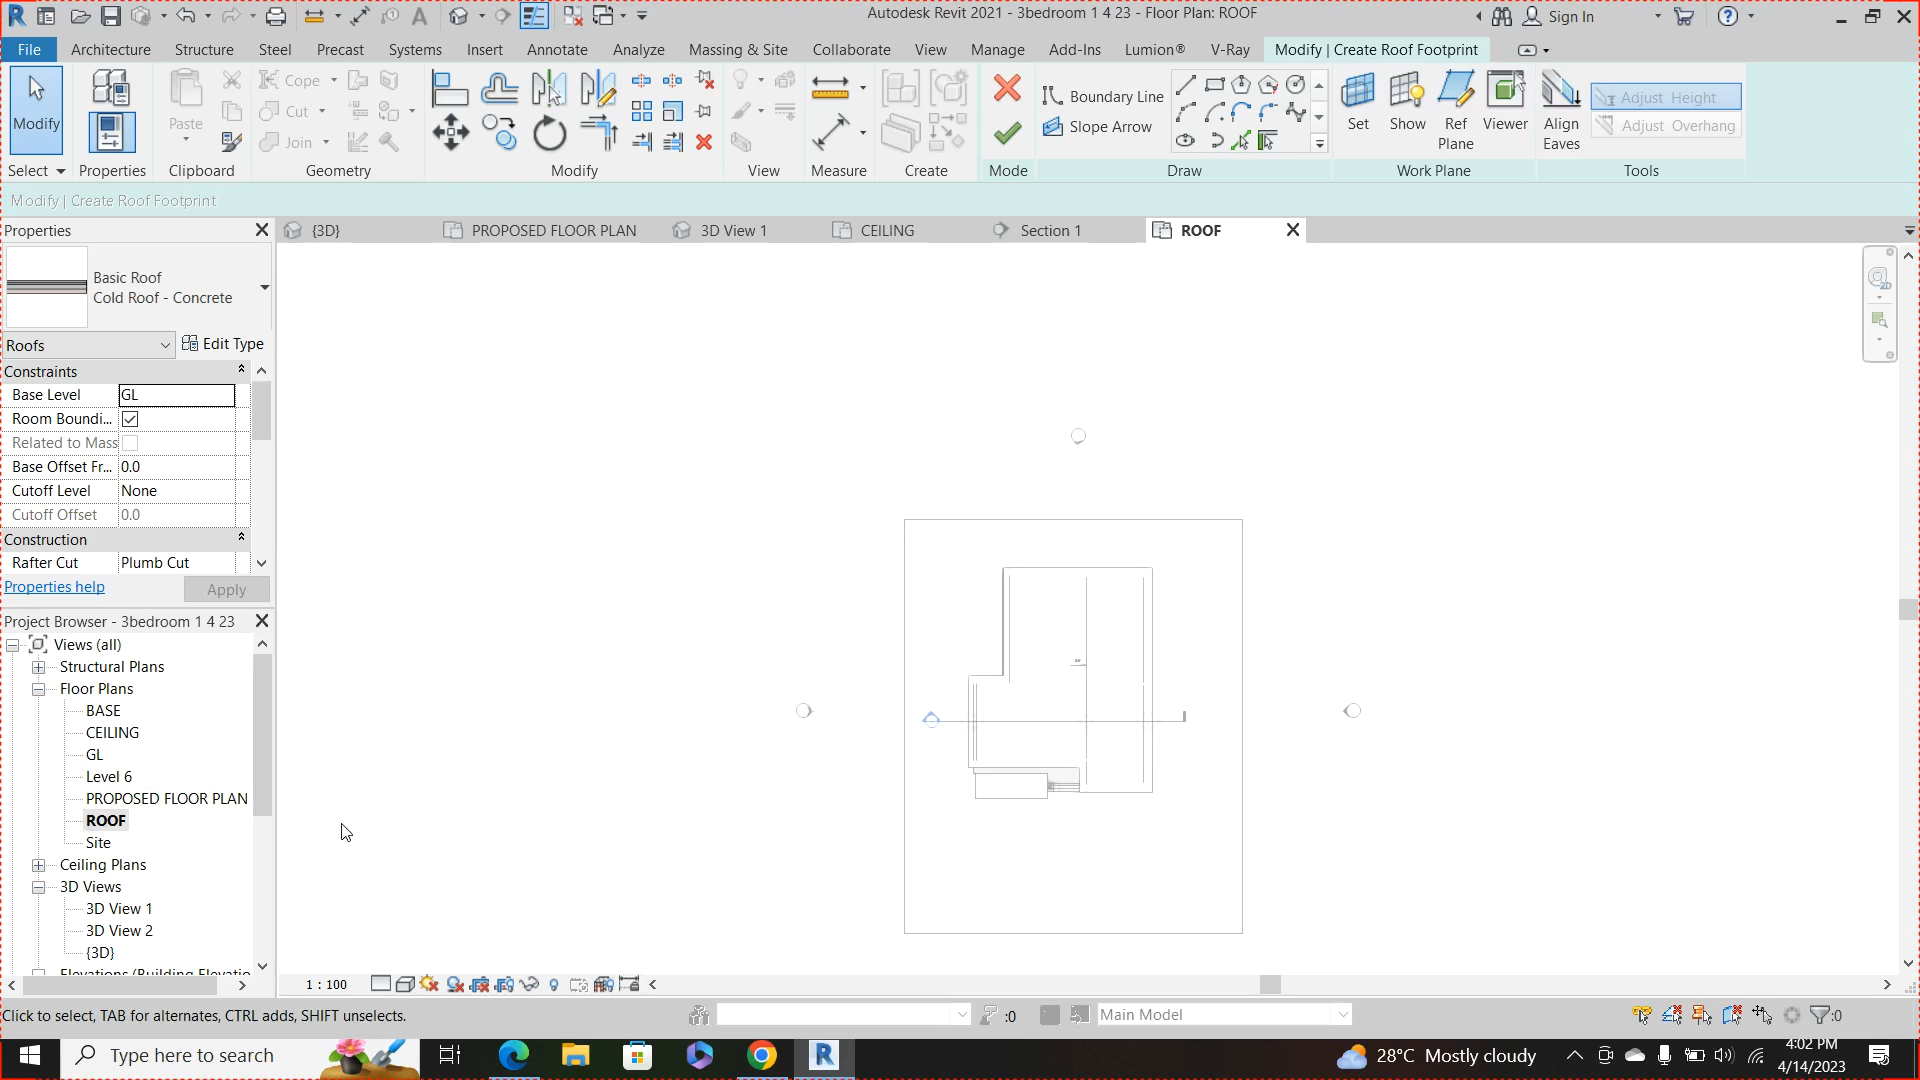 Autodesk Revit 2021 - 3bedroom 1 4 23 - Floor Plan: ROOF
Sign In
File Architecture Structure Steel Precast Systems Insert Annotate Analyze Massing & Site Collaborate View Manage Add-Ins Lumion® V-Ray Modify | Create Roof Footprint
Modify
Paste
Cope
Cut
Join
Boundary Line
Slope Arrow
Set
Show
Ref
Plane
Viewer
Align
Eaves
Adjust Height
Adjust Overhang
Select Properties Clipboard Geometry Modify View Measure Create Mode Draw Work Plane Tools
Modify | Create Roof Footprint
Properties
{3D} PROPOSED FLOOR PLAN 3D View 1 CEILING Section 1 ROOF
Basic Roof
Cold Roof - Concrete
Roofs Edit Type
Constraints
Base Level GL
Room Boundi...
Related to Mass
Base Offset Fr... 0.0
Cutoff Level None
Cutoff Offset 0.0
Construction
Rafter Cut Plumb Cut
Properties help Apply
Project Browser - 3bedroom 1 4 23
Views (all)
Structural Plans
Floor Plans
BASE
CEILING
GL
Level 6
PROPOSED FLOOR PLAN
ROOF
Site
Ceiling Plans
3D Views
3D View 1
3D View 2
{3D}
Elevations (Building Elevatio
1 : 100
2D
Click to select, TAB for alternates, CTRL adds, SHIFT unselects.
:0
Main Model
:0
Type here to search
28°C Mostly cloudy
4:02 PM
4/14/2023